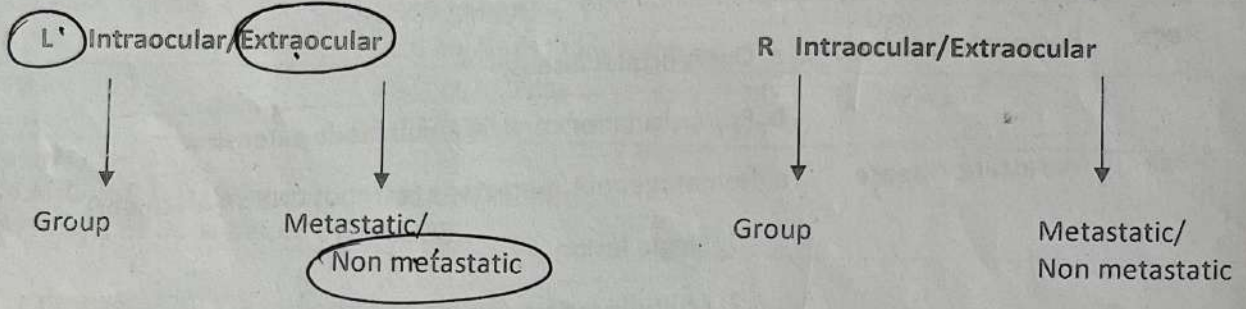 L Intraocular/Extraocular
R Intraocular/Extraocular
Group
Metastatic/
Non metastatic
Group
Metastatic/
Non metastatic